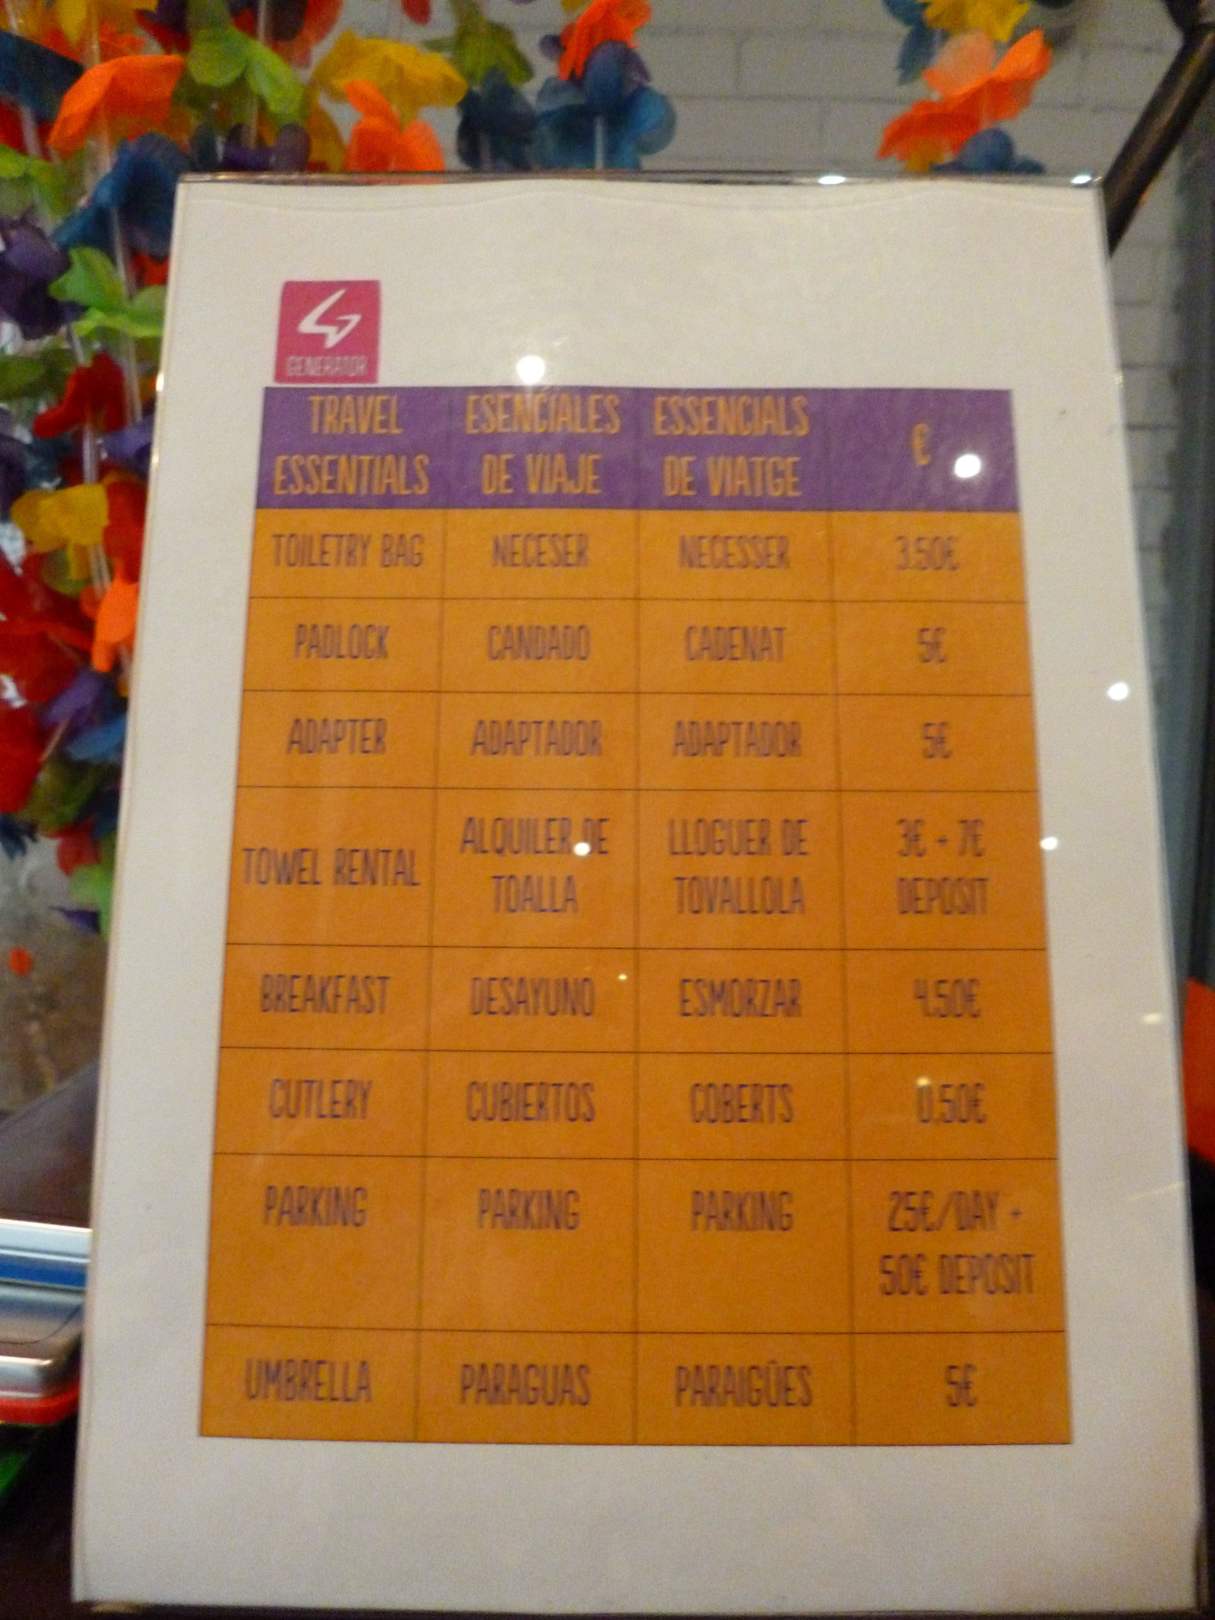 GENERATOR
TRAVEL ESSENTIALS ESENCIALES DE VIAJE ESSENCIALS DE VIATGE €
TOILETRY BAG NECESER NECESSER 3.50€
PADLOCK CANDADO CADENAT 5€
ADAPTER ADAPTADOR ADAPTADOR 5€
TOWEL RENTAL ALQUILER DE TOALLA LLOGUER DE TOVALLOLA 3€ + 7€ DEPOSIT
BREAKFAST DESAYUNO ESMORZAR 4.50€
CUTLERY CUBIERTOS COBERTS 0.50€
PARKING PARKING PARKING 25€/DAY + 50€ DEPOSIT
UMBRELLA PARAGUAS PARAIGÜES 5€